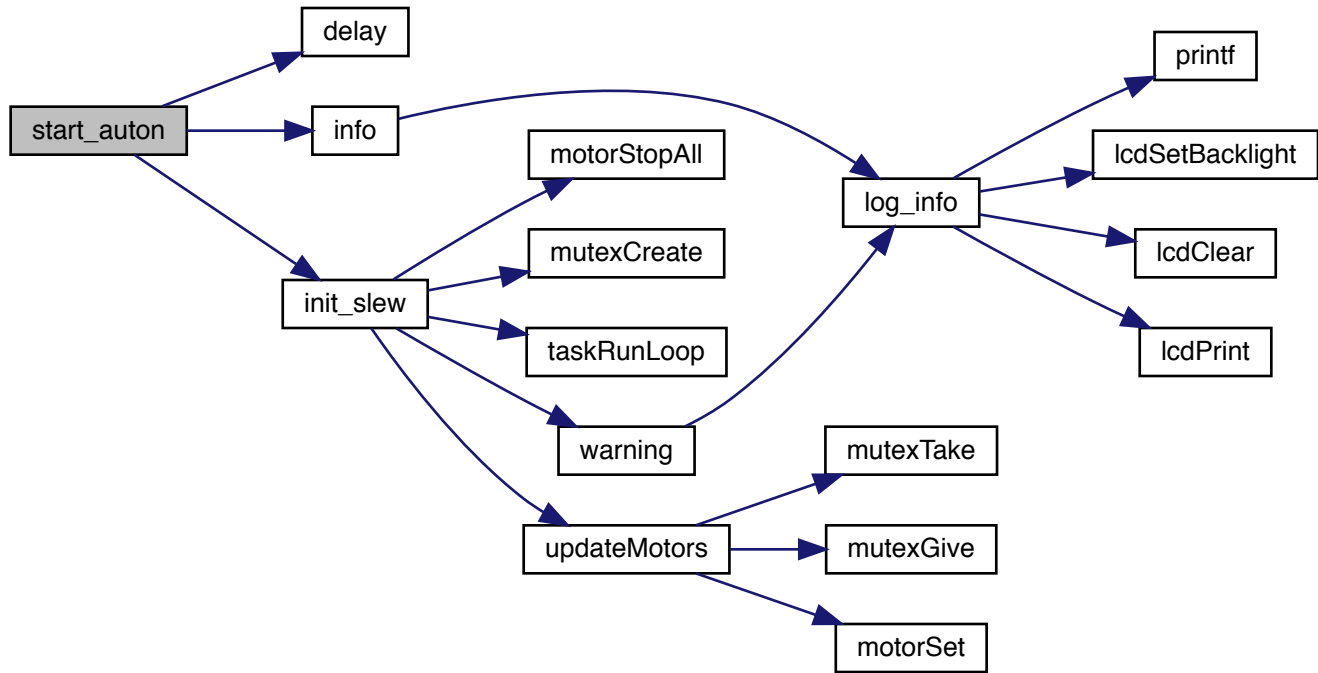 delay
start_auton
info
init_slew
motorStopAll
mutexCreate
taskRunLoop
warning
updateMotors
log_info
printf
lcdSetBacklight
lcdClear
lcdPrint
mutexTake
mutexGive
motorSet